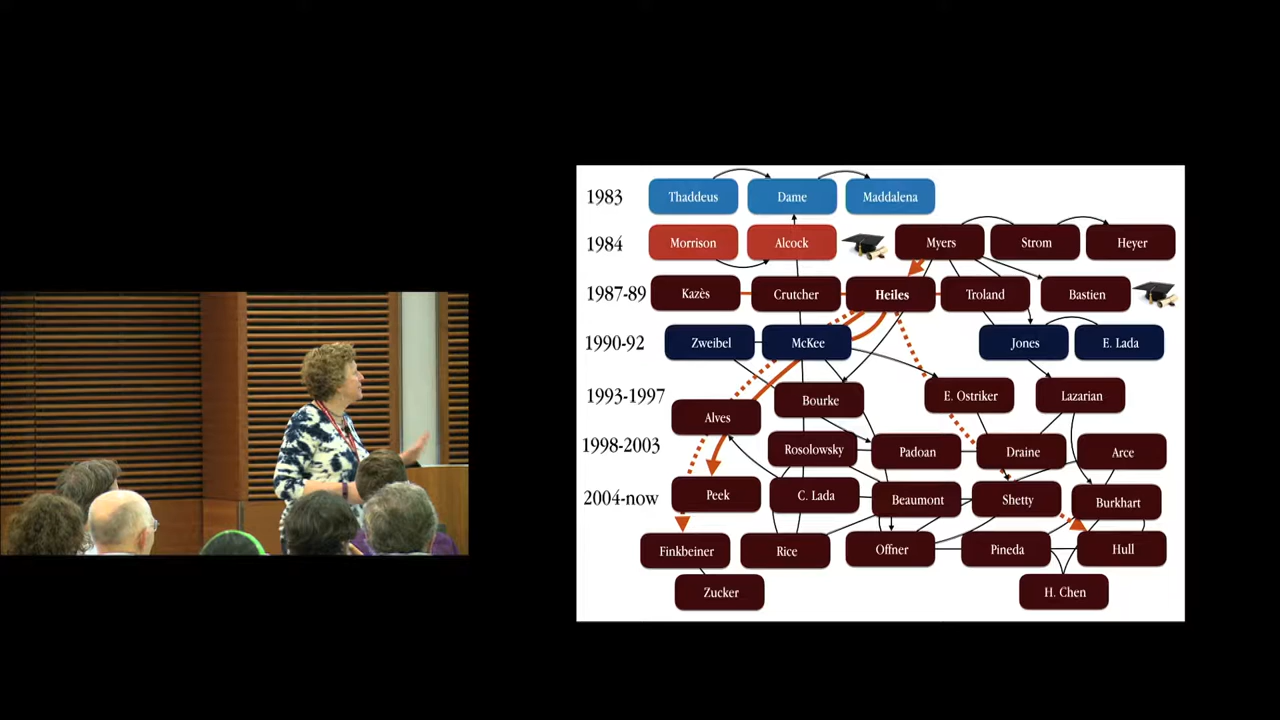 1983 Thaddeus Dame Maddalena
1984 Morrison Alcock Myers Strom Heyer
1987-89 Kazès Crutcher Heiles Troland Bastien
1990-92 Zweibel McKee Jones E. Lada
1993-1997 Alves Bourke E. Ostriker Lazarian
1998-2003 Rosolowsky Padoan Draine Arce
2004-now Peek C. Lada Beaumont Shetty Burkhart
Finkbeiner Rice Offner Pineda Hull
Zucker H. Chen